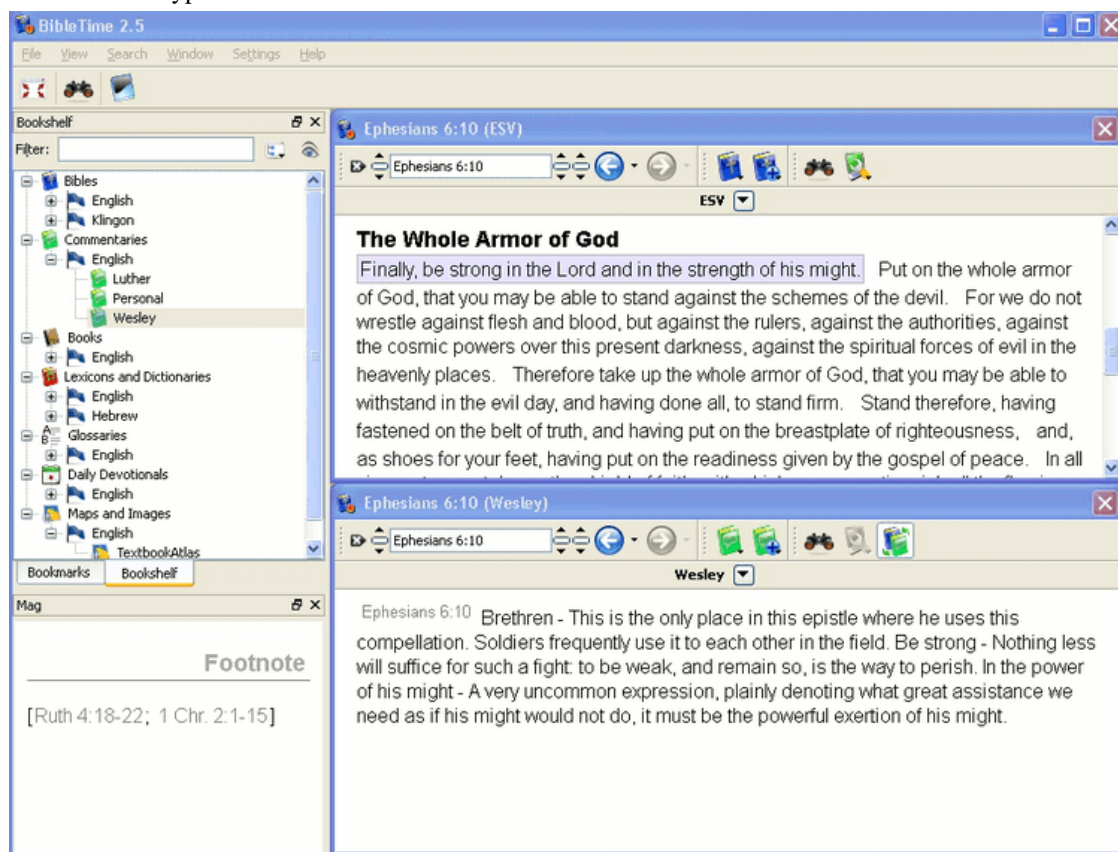 BibleTime 2.5
File View Search Window Settings Help
Bookshelf
Filter:
Bibles
English
Klingon
Commentaries
English
Luther
Personal
Wesley
Books
English
Lexicons and Dictionaries
English
Hebrew
Glossaries
English
Daily Devotionals
English
Maps and Images
English
TextbookAtlas
Bookmarks Bookshelf
Mag
Footnote
[Ruth 4:18-22; 1 Chr. 2:1-15]
Ephesians 6:10 (ESV)
Ephesians 6:10
ESV
The Whole Armor of God
Finally, be strong in the Lord and in the strength of his might. Put on the whole armor
of God, that you may be able to stand against the schemes of the devil. For we do not
wrestle against flesh and blood, but against the rulers, against the authorities, against
the cosmic powers over this present darkness, against the spiritual forces of evil in the
heavenly places. Therefore take up the whole armor of God, that you may be able to
withstand in the evil day, and having done all, to stand firm. Stand therefore, having
fastened on the belt of truth, and having put on the breastplate of righteousness, and,
as shoes for your feet, having put on the readiness given by the gospel of peace. In all
Ephesians 6:10 (Wesley)
Ephesians 6:10
Wesley
Ephesians 6:10 Brethren - This is the only place in this epistle where he uses this
compellation. Soldiers frequently use it to each other in the field. Be strong - Nothing less
will suffice for such a fight: to be weak, and remain so, is the way to perish. In the power
of his might - A very uncommon expression, plainly denoting what great assistance we
need as if his might would not do, it must be the powerful exertion of his might.